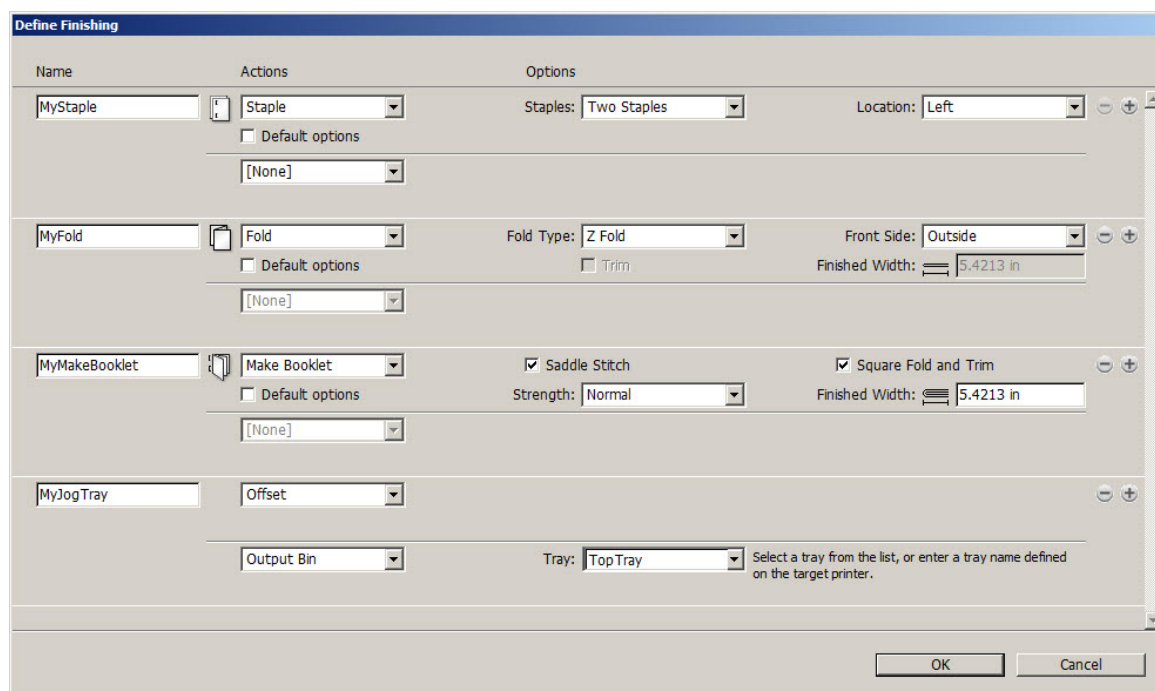 Define Finishing
Name Actions Options
MyStaple Staple Staples: Two Staples Location: Left
Default options
[None]
MyFold Fold Fold Type: Z Fold Front Side: Outside
Default options Trim Finished Width: 5.4213 in
[None]
MyMakeBooklet Make Booklet Saddle Stitch Square Fold and Trim
Default options Strength: Normal Finished Width: 5.4213 in
[None]
MyJogTray Offset
Output Bin Tray: TopTray Select a tray from the list, or enter a tray name defined
on the target printer.
OK Cancel